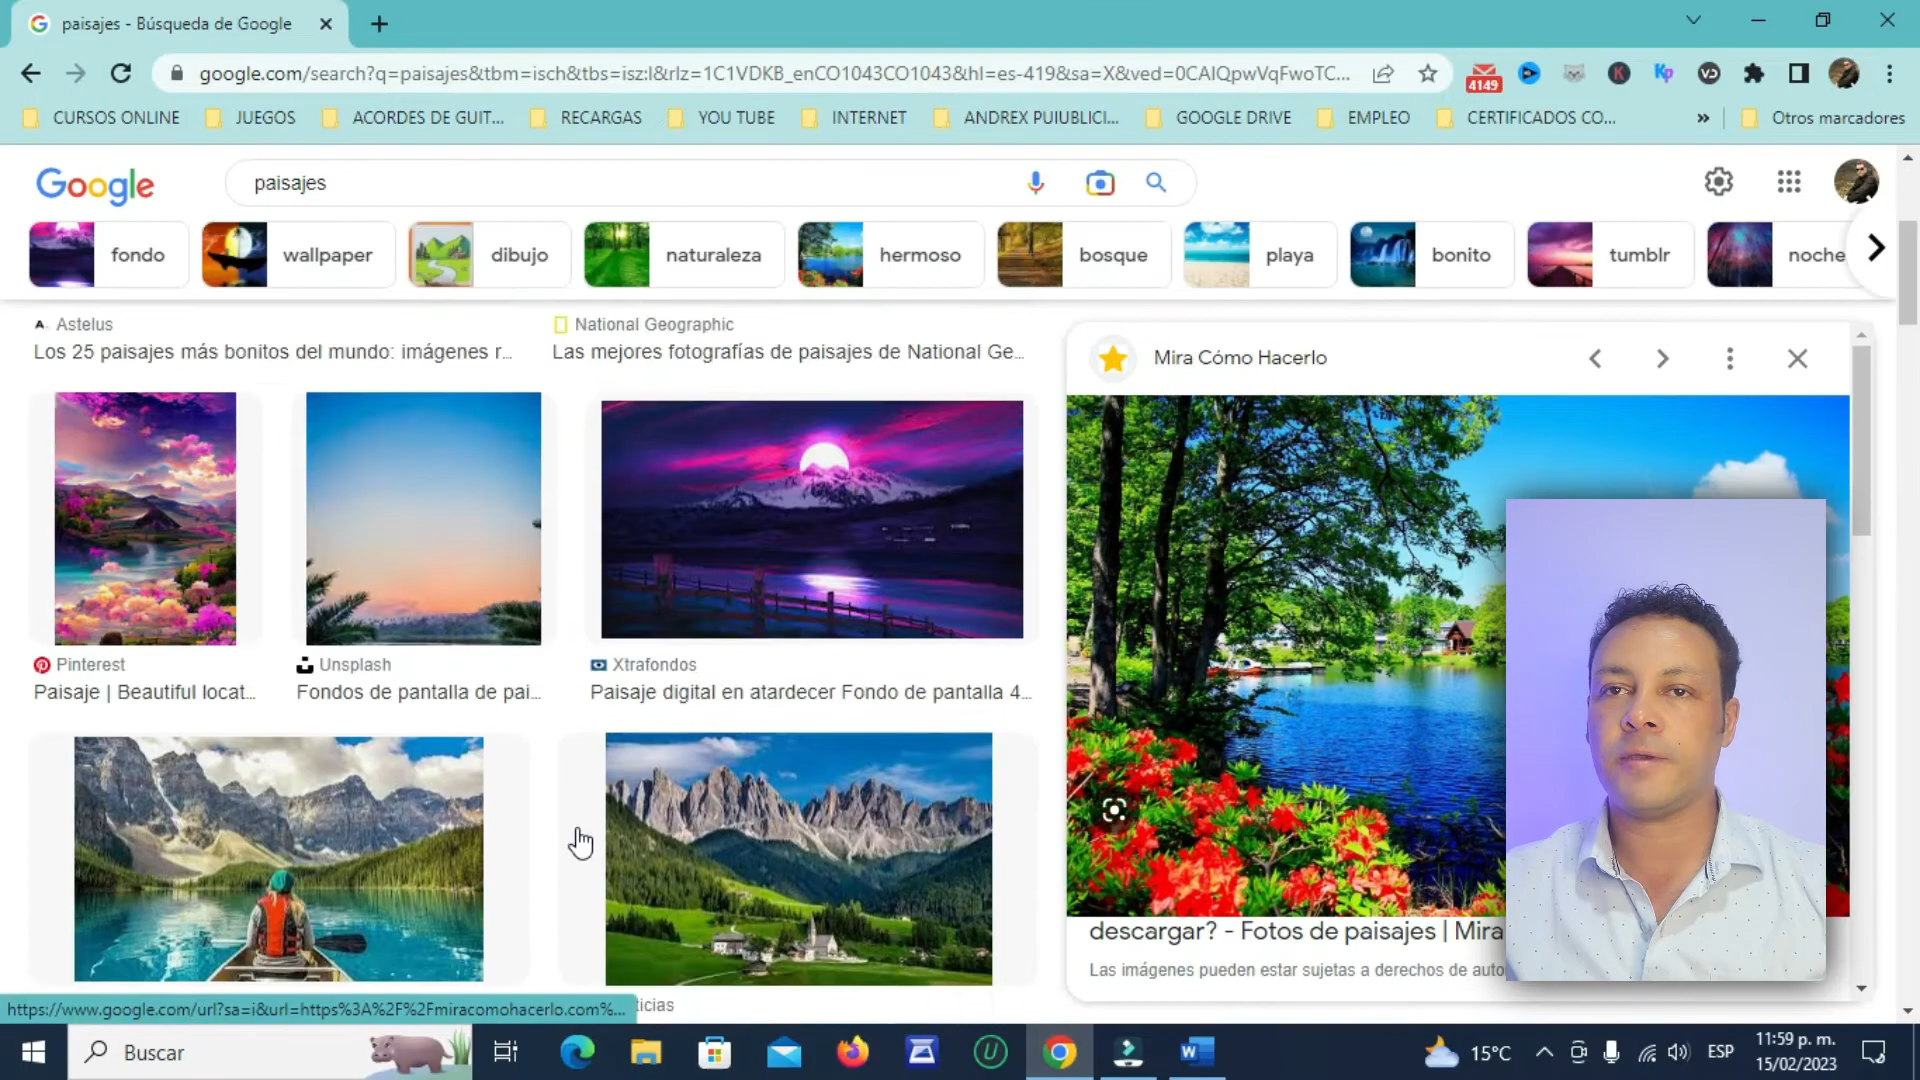 paisajes - Búsqueda de Google
google.com/search?q=paisajes&tbm=isch&tbs=isz:l&rlz=1C1VDKB_enCO1043CO1043&hl=es-419&sa=X&ved=0CAIQpwVqFwoTC...
4149
CURSOS ONLINE JUEGOS ACORDES DE GUIT... RECARGAS YOU TUBE INTERNET ANDREX PUIUBLICI... GOOGLE DRIVE EMPLEO CERTIFICADOS CO... » Otros marcadores
Google
paisajes
fondo wallpaper dibujo naturaleza hermoso bosque playa bonito tumblr noche
Astelus
Los 25 paisajes más bonitos del mundo: imágenes r...
National Geographic
Las mejores fotografías de paisajes de National Ge...
Mira Cómo Hacerlo
Pinterest
Paisaje | Beautiful locat...
Unsplash
Fondos de pantalla de pai...
Xtrafondos
Paisaje digital en atardecer Fondo de pantalla 4...
descargar? - Fotos de paisajes | Mira
Las imágenes pueden estar sujetas a derechos de auto
https://www.google.com/url?sa=i&url=https%3A%2F%2Fmiracomohacerlo.com%...
ticias
Buscar
15°C
ESP
11:59 p. m.
15/02/2023